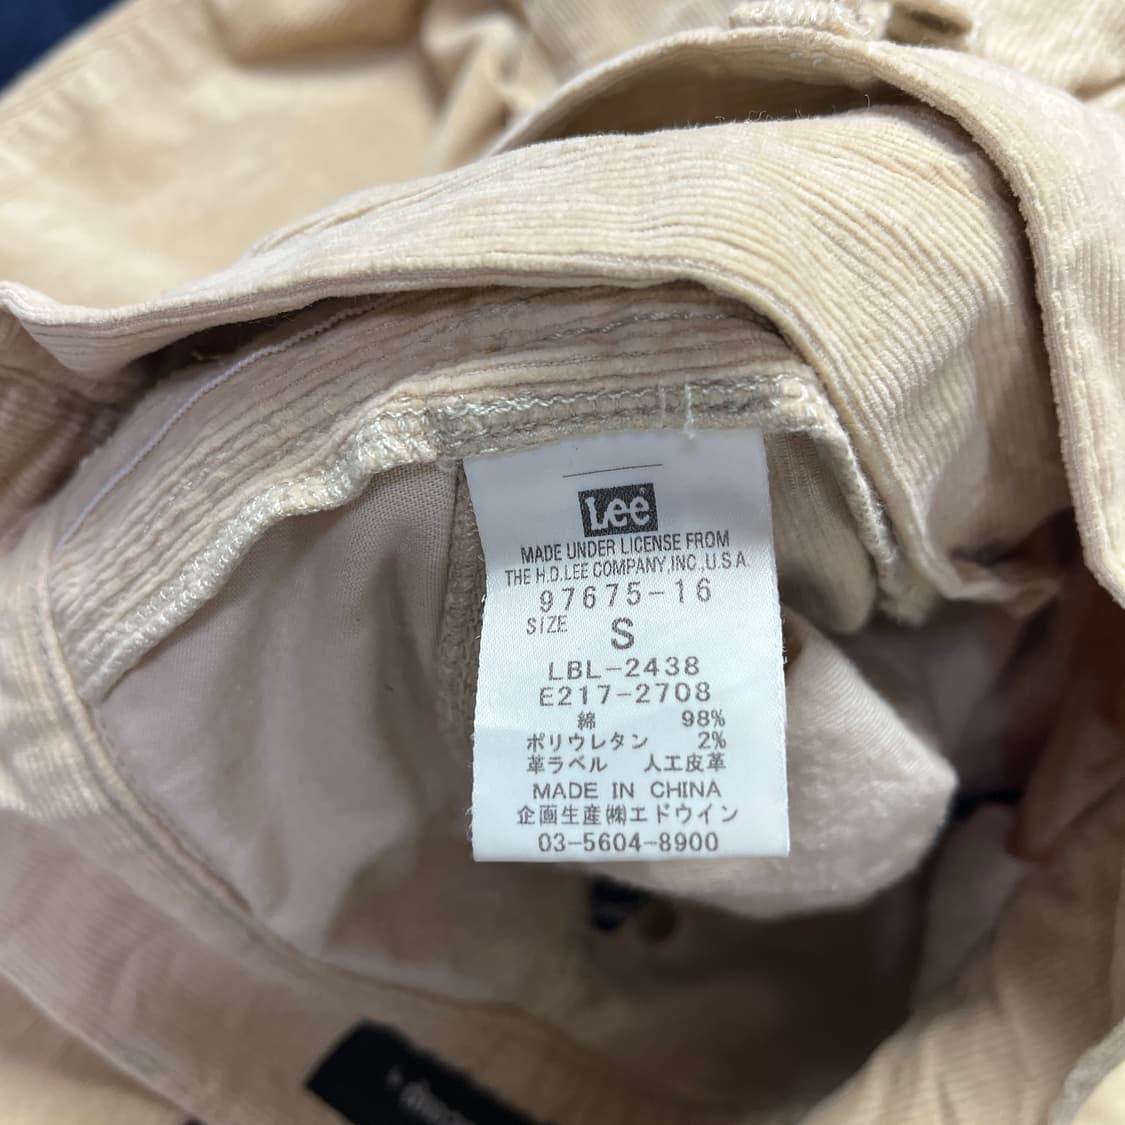 Lee
MADE UNDER LICENSE FROM
THE H.D.LEE COMPANY,INC.,U.S.A.
97675-16
SIZE S
LBL-2438
E217-2708
綿 98%
ポリウレタン 2%
革ラベル 人工皮革
MADE IN CHINA
企画生産㈱エドウイン
03-5604-8900